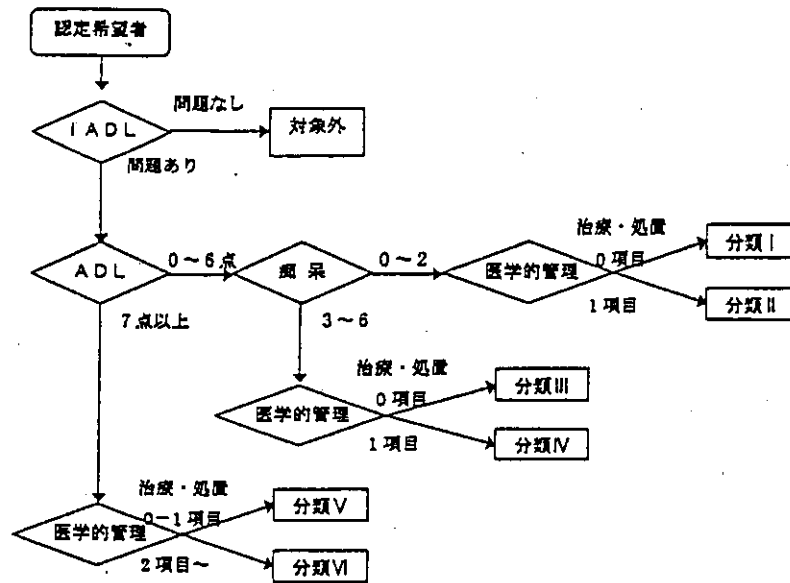 認定希望者
問題なし
IADL
対象外
問題あり
治療・処置
分類I
ADL
0～6点
痴呆
0～2
医学的管理
0項目
7点以上
3～6
1項目
分類II
治療・処置
分類III
医学的管理
0項目
1項目
分類IV
治療・処置
分類V
医学的管理
0－1項目
2項目～
分類VI